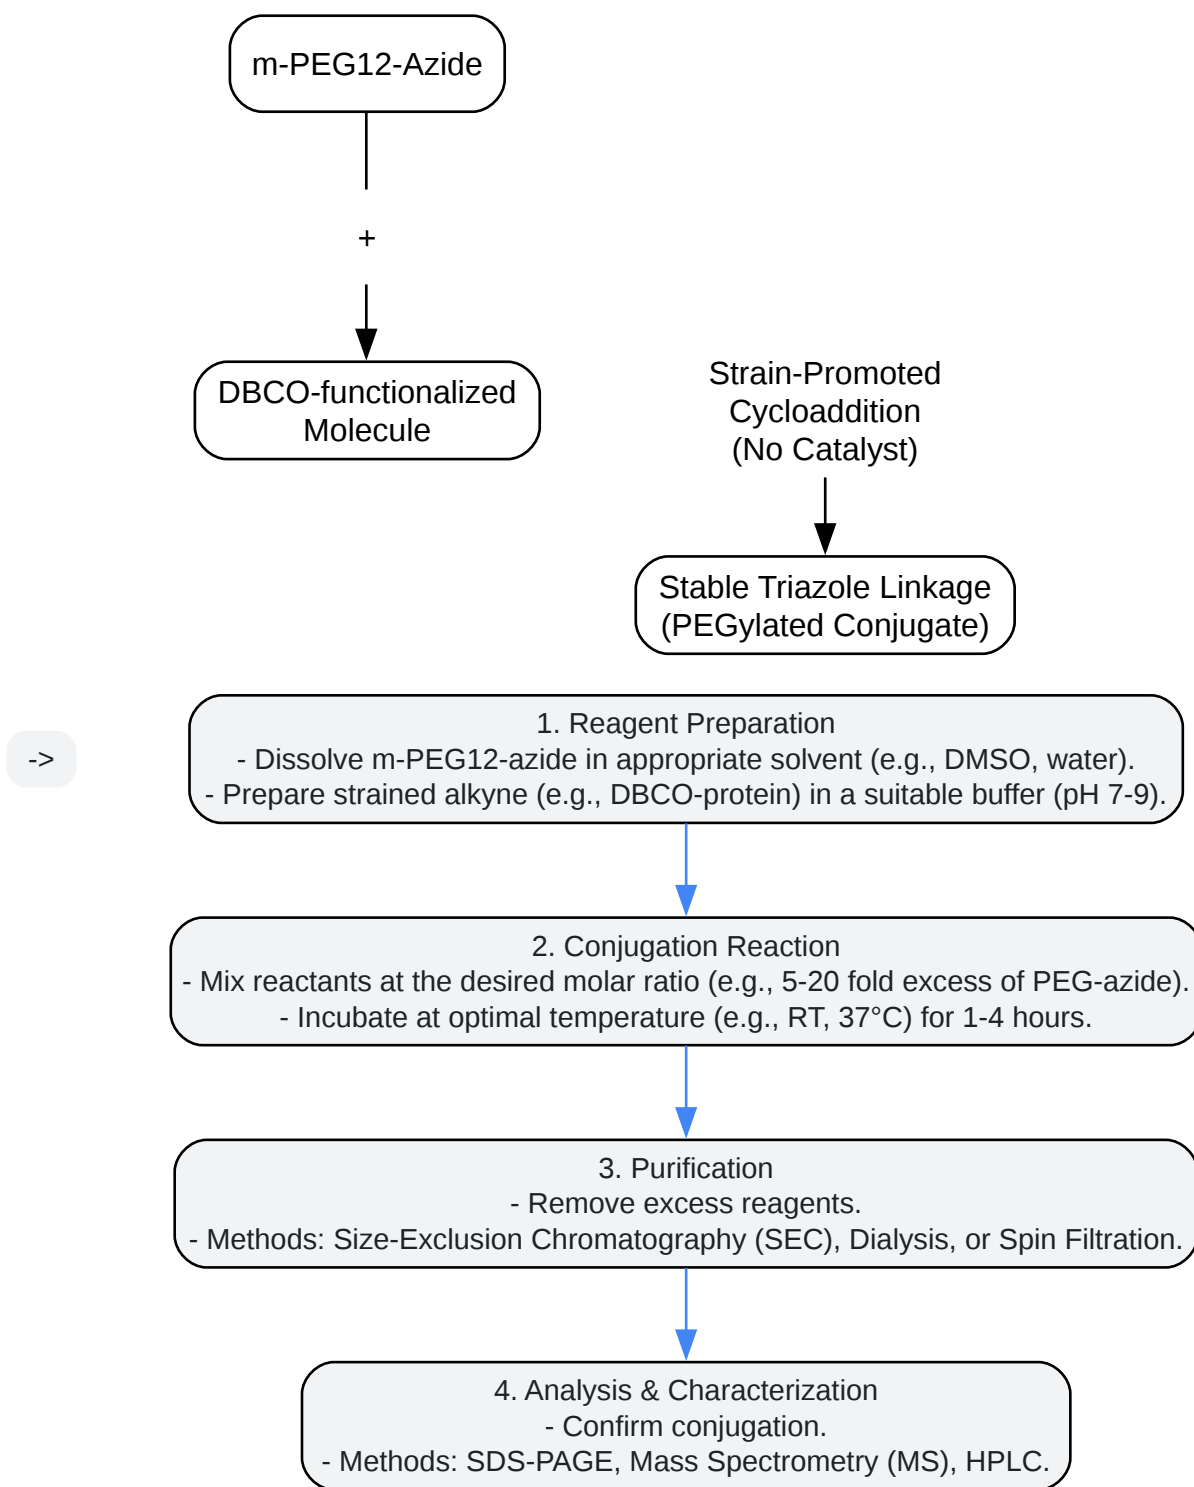 m-PEG12-Azide
+
DBCO-functionalized
Molecule
Strain-Promoted
Cycloaddition
(No Catalyst)
Stable Triazole Linkage
(PEGylated Conjugate)
->
1. Reagent Preparation
- Dissolve m-PEG12-azide in appropriate solvent (e.g., DMSO, water).
- Prepare strained alkyne (e.g., DBCO-protein) in a suitable buffer (pH 7-9).
2. Conjugation Reaction
- Mix reactants at the desired molar ratio (e.g., 5-20 fold excess of PEG-azide).
- Incubate at optimal temperature (e.g., RT, 37°C) for 1-4 hours.
3. Purification
- Remove excess reagents.
- Methods: Size-Exclusion Chromatography (SEC), Dialysis, or Spin Filtration.
4. Analysis & Characterization
- Confirm conjugation.
- Methods: SDS-PAGE, Mass Spectrometry (MS), HPLC.